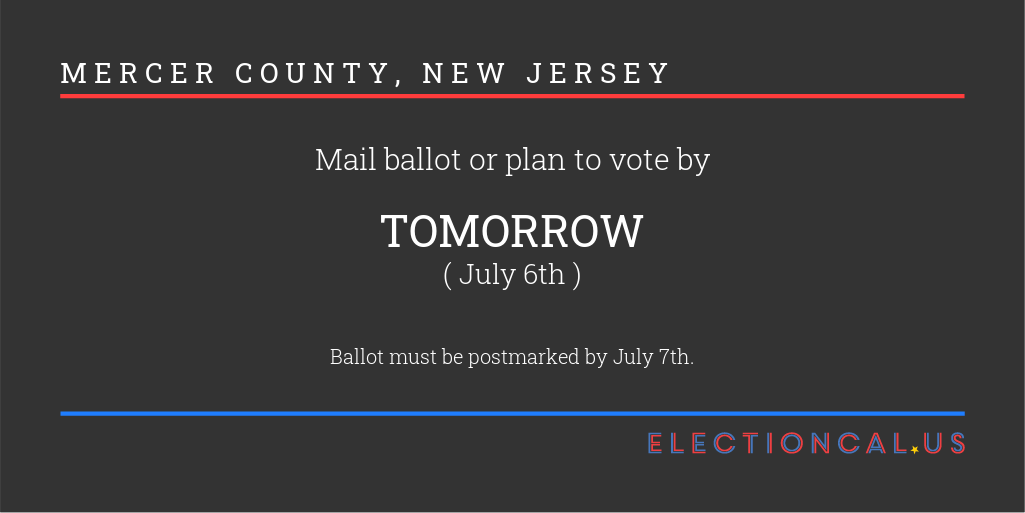 MERCER COUNTY, NEW JERSEY
Mail ballot or plan to vote by
TOMORROW
( July 6th )
Ballot must be postmarked by July 7th.
ELECTIONCAL.US